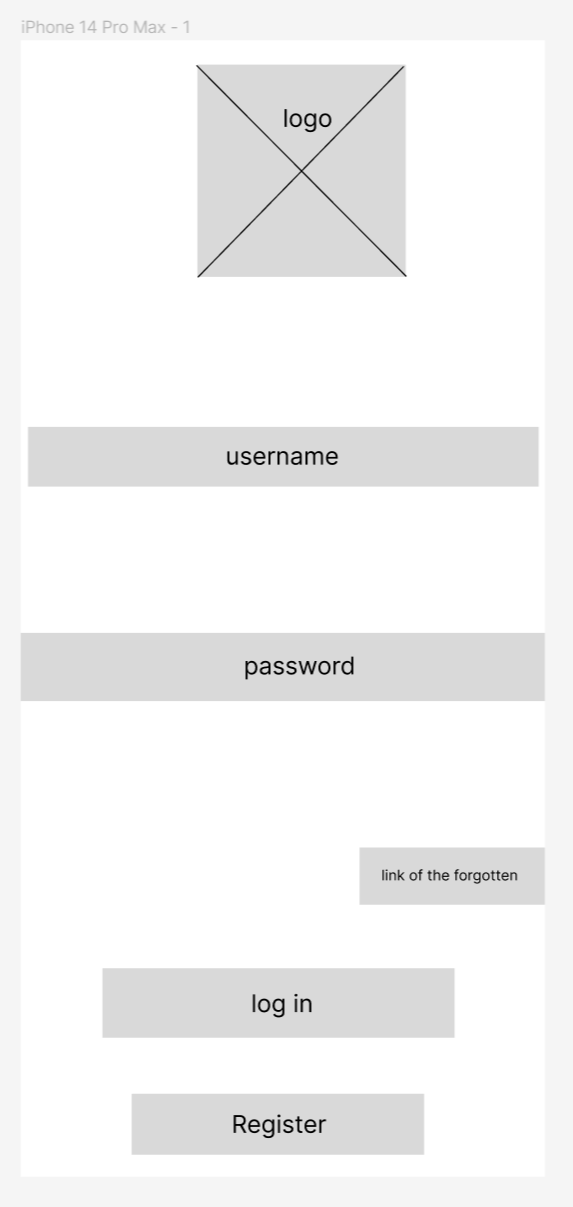 iPhone 14 Pro Max - 1
logo
username
password
link of the forgotten
log in
Register